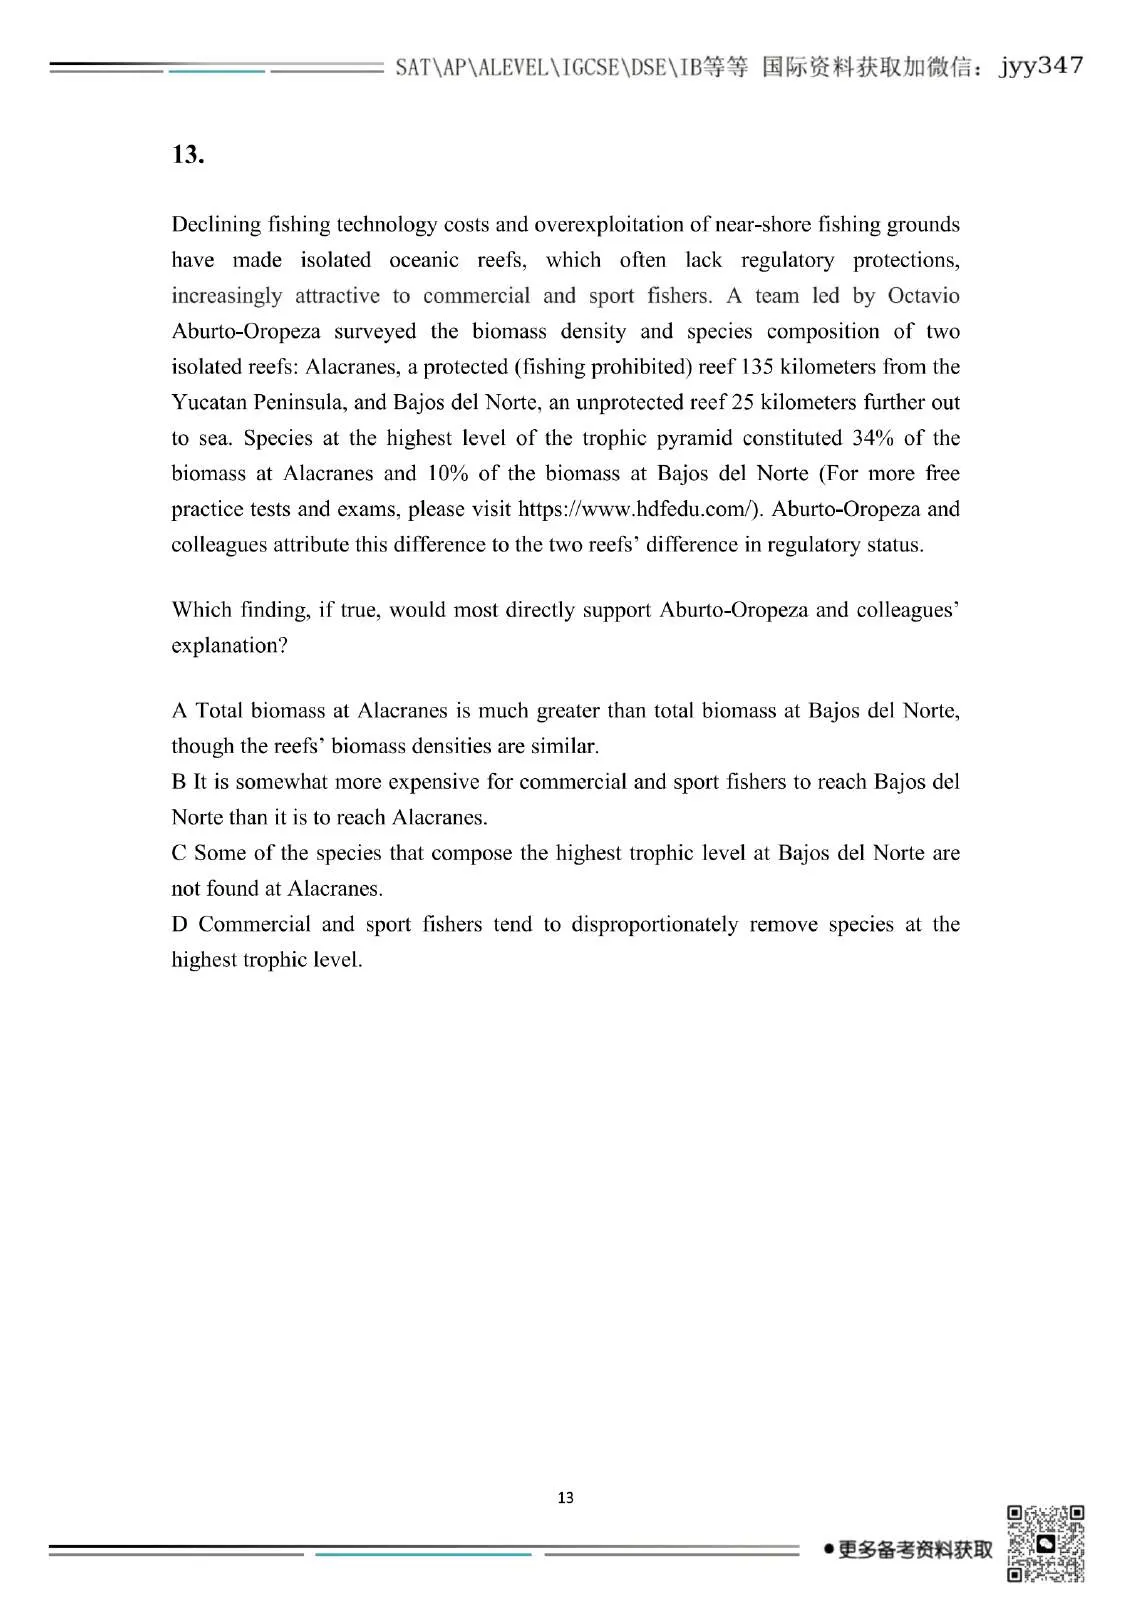 SAT\AP\ALEVEL\IGCSE\DSE\IB等等 国际资料获取加微信：jyy347
13.
Declining fishing technology costs and overexploitation of near-shore fishing grounds
have made isolated oceanic reefs, which often lack regulatory protections,
increasingly attractive to commercial and sport fishers. A team led by Octavio
Aburto-Oropeza surveyed the biomass density and species composition of two
isolated reefs: Alacranes, a protected (fishing prohibited) reef 135 kilometers from the
Yucatan Peninsula, and Bajos del Norte, an unprotected reef 25 kilometers further out
to sea. Species at the highest level of the trophic pyramid constituted 34% of the
biomass at Alacranes and 10% of the biomass at Bajos del Norte (For more free
practice tests and exams, please visit https://www.hdfedu.com/). Aburto-Oropeza and
colleagues attribute this difference to the two reefs’ difference in regulatory status.
Which finding, if true, would most directly support Aburto-Oropeza and colleagues’
explanation?
A Total biomass at Alacranes is much greater than total biomass at Bajos del Norte,
though the reefs’ biomass densities are similar.
B It is somewhat more expensive for commercial and sport fishers to reach Bajos del
Norte than it is to reach Alacranes.
C Some of the species that compose the highest trophic level at Bajos del Norte are
not found at Alacranes.
D Commercial and sport fishers tend to disproportionately remove species at the
highest trophic level.
13
●更多备考资料获取